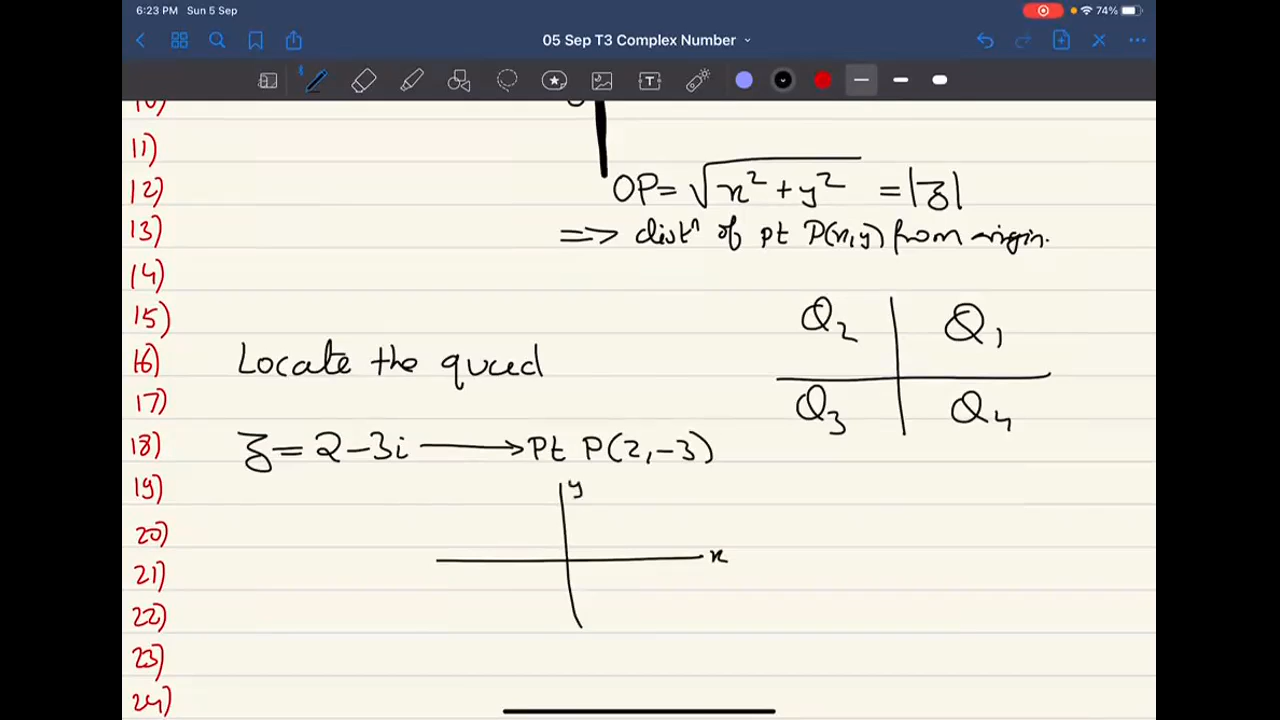 6:23 PM Sun 5 Sep 74%
05 Sep T3 Complex Number
10)
11)
12) OP = √x² + y² = |z|
13) => distⁿ of pt P(x,y) from origin.
14)
15) Q2 Q1
16) Locate the quad
17) Q3 Q4
18) z = 2 - 3i → Pt P(2, -3)
19) y
20)
21) x
22)
23)
24)